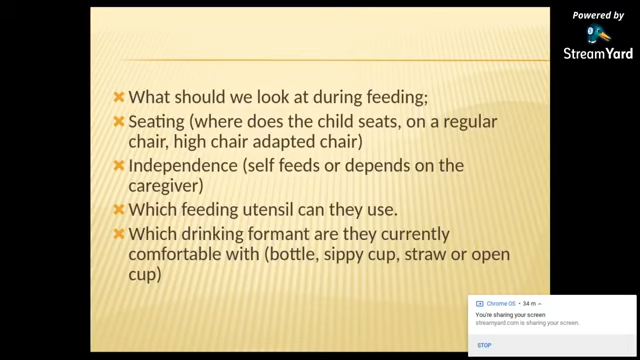 Powered by
StreamYard
What should we look at during feeding;
Seating (where does the child seats, on a regular
chair, high chair adapted chair)
Independence (self feeds or depends on the
caregiver)
Which feeding utensil can they use.
Which drinking formant are they currently
comfortable with (bottle, sippy cup, straw or open
cup)
Chrome OS • 34 m
You're sharing your screen
streamyard.com is sharing your screen.
STOP